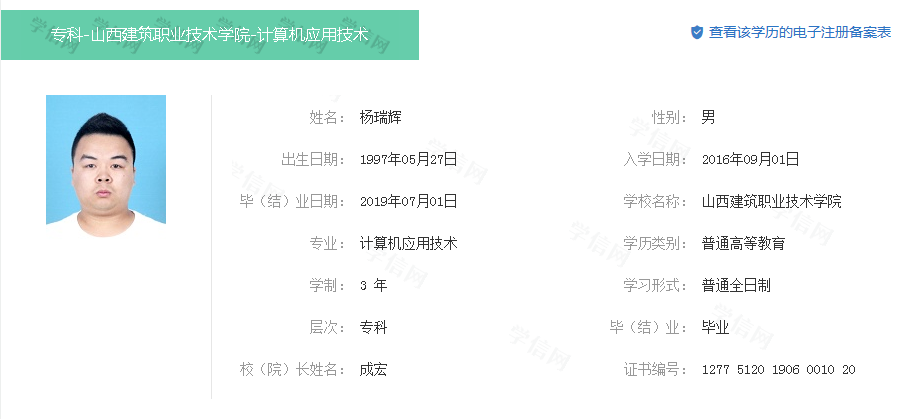 专科-山西建筑职业技术学院-计算机应用技术
查看该学历的电子注册备案表
姓名： 杨瑞辉 性别： 男
出生日期： 1997年05月27日 入学日期： 2016年09月01日
毕（结）业日期： 2019年07月01日 学校名称： 山西建筑职业技术学院
专业： 计算机应用技术 学历类别： 普通高等教育
学制： 3 年 学习形式： 普通全日制
层次： 专科 毕（结）业： 毕业
校（院）长姓名： 成宏 证书编号： 1277 5120 1906 0010 20
学信网